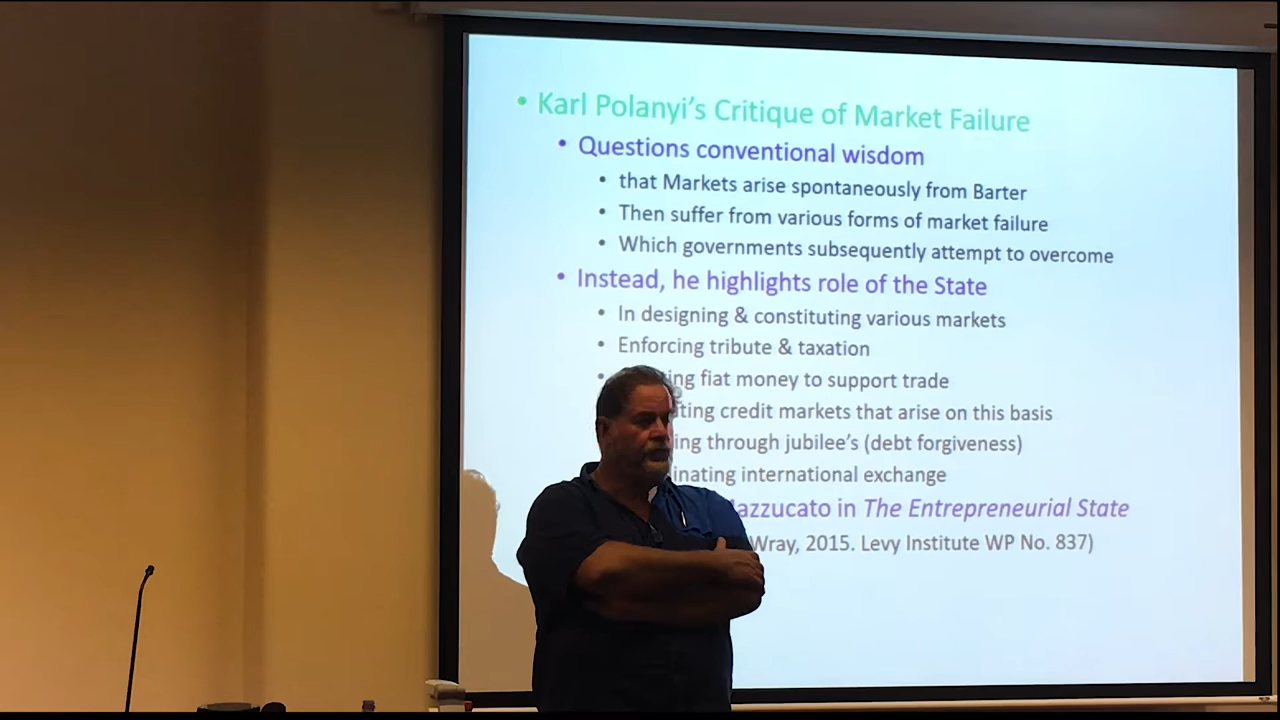 • Karl Polanyi's Critique of Market Failure
• Questions conventional wisdom
• that Markets arise spontaneously from Barter
• Then suffer from various forms of market failure
• Which governments subsequently attempt to overcome
• Instead, he highlights role of the State
• In designing & constituting various markets
• Enforcing tribute & taxation
• fiat money to support trade
credit markets that arise on this basis
through jubilee's (debt forgiveness)
international exchange
in The Entrepreneurial State
Wray, 2015. Levy Institute WP No. 837)